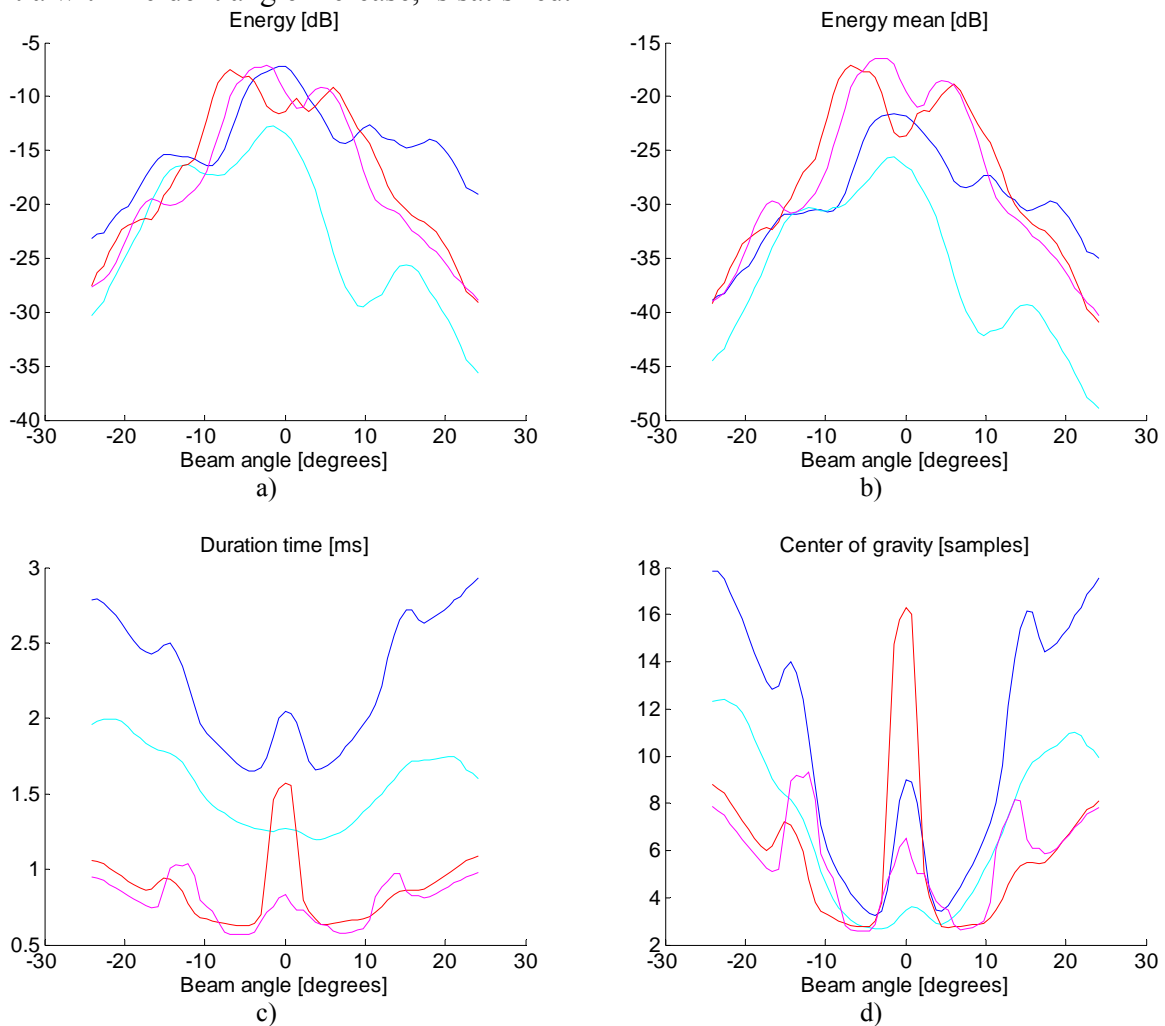 with is satisfied.
Energy [dB]
-5
-10
-15
-20
-25
-30
-35
-40
-30 -20 -10 0 10 20 30
Beam angle [degrees]
a)
Energy mean [dB]
-15
-20
-25
-30
-35
-40
-45
-50
-30 -20 -10 0 10 20 30
Beam angle [degrees]
b)
Duration time [ms]
3
2.5
2
1.5
1
0.5
-30 -20 -10 0 10 20 30
Beam angle [degrees]
c)
Center of gravity [samples]
18
16
14
12
10
8
6
4
2
-30 -20 -10 0 10 20 30
Beam angle [degrees]
d)